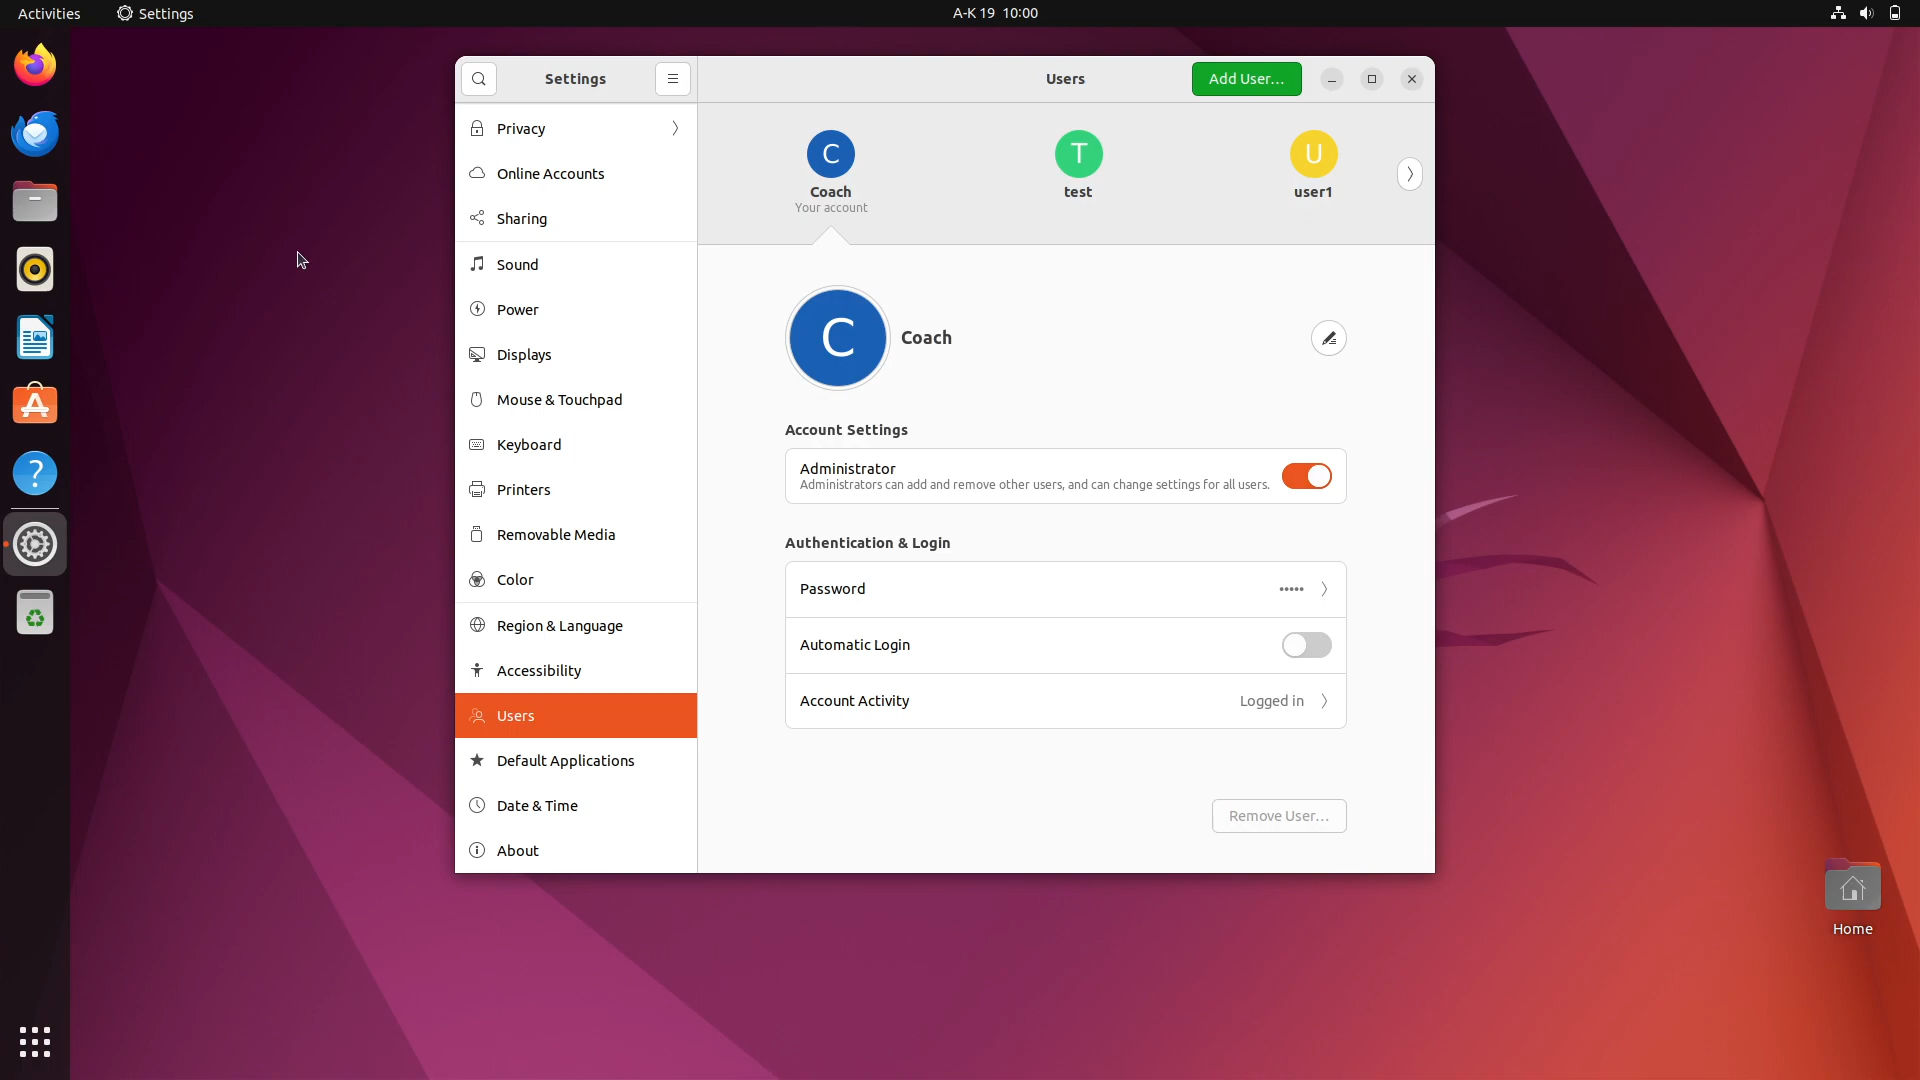 Activities
Settings
A-K 19 10:00
Settings
Users
Add User...
Privacy
Online Accounts
Sharing
Sound
Power
Displays
Mouse & Touchpad
Keyboard
Printers
Removable Media
Color
Region & Language
Accessibility
Users
Default Applications
Date & Time
About
C
Coach
Your account
T
test
U
user1
C
Coach
Account Settings
Administrator
Administrators can add and remove other users, and can change settings for all users.
Authentication & Login
Password
•••••
Automatic Login
Account Activity
Logged in
Remove User...
Home